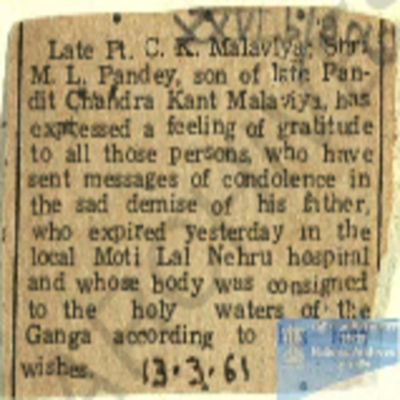 Late Pt. C. K. Malaviya: Shri
M. L. Pandey, son of late Pan-
dit Chandra Kant Malaviya, has
expressed a feeling of gratitude
to all those persons, who have
sent messages of condolence in
the sad demise of his father,
who expired yesterday in the
local Moti Lal Nehru hospital
and whose body was consigned
to the holy waters of the
Ganga according to his last
wishes.
13.3.61